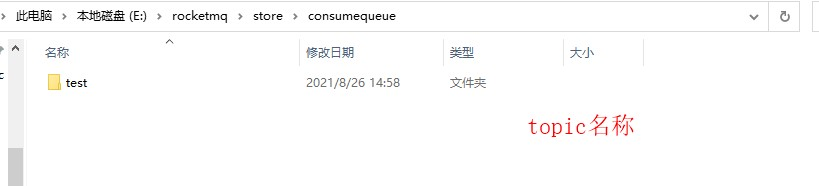 此电脑 > 本地磁盘 (E:) > rocketmq > store > consumequeue
名称 修改日期 类型 大小
test 2021/8/26 14:58 文件夹
topic名称